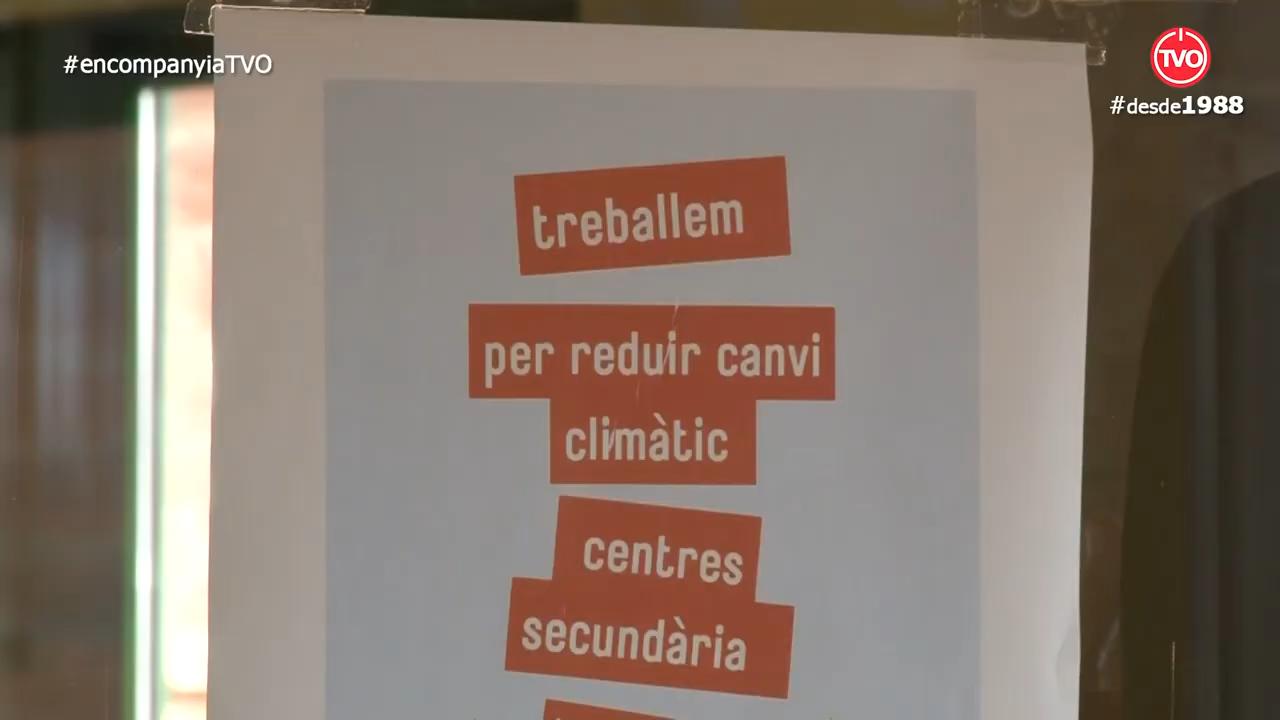 #encompanyiaTVO
TVO
#desde1988
treballem
per reduir canvi
climàtic
centres
secundària